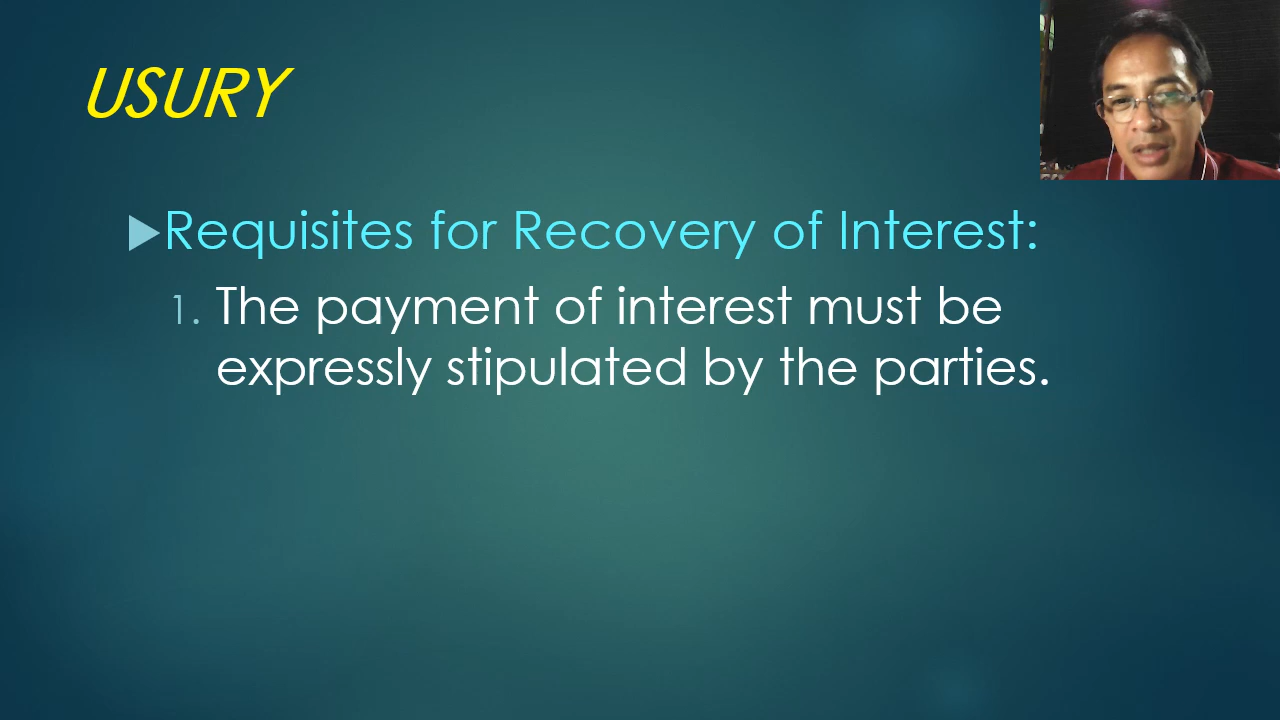 USURY
Requisites for Recovery of Interest:
1. The payment of interest must be
expressly stipulated by the parties.